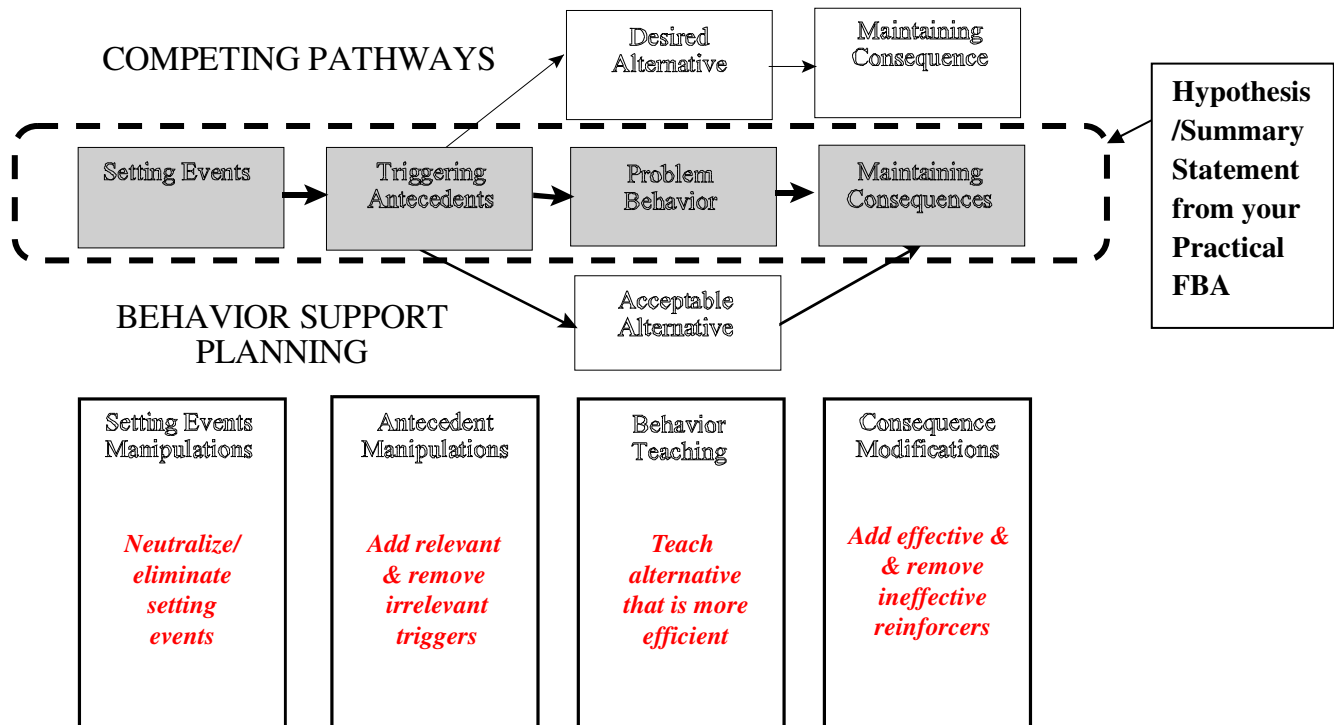 COMPETING PATHWAYS
Desired
Alternative
Maintaining
Consequence
Hypothesis
/Summary
Statement
from your
Practical
FBA
Setting Events
Triggering
Antecedents
Problem
Behavior
Maintaining
Consequences
Acceptable
Alternative
BEHAVIOR SUPPORT
PLANNING
Setting Events
Manipulations
Neutralize/
eliminate
setting
events
Antecedent
Manipulations
Add relevant
& remove
irrelevant
triggers
Behavior
Teaching
Teach
alternative
that is more
efficient
Consequence
Modifications
Add effective &
& remove
ineffective
reinforcers